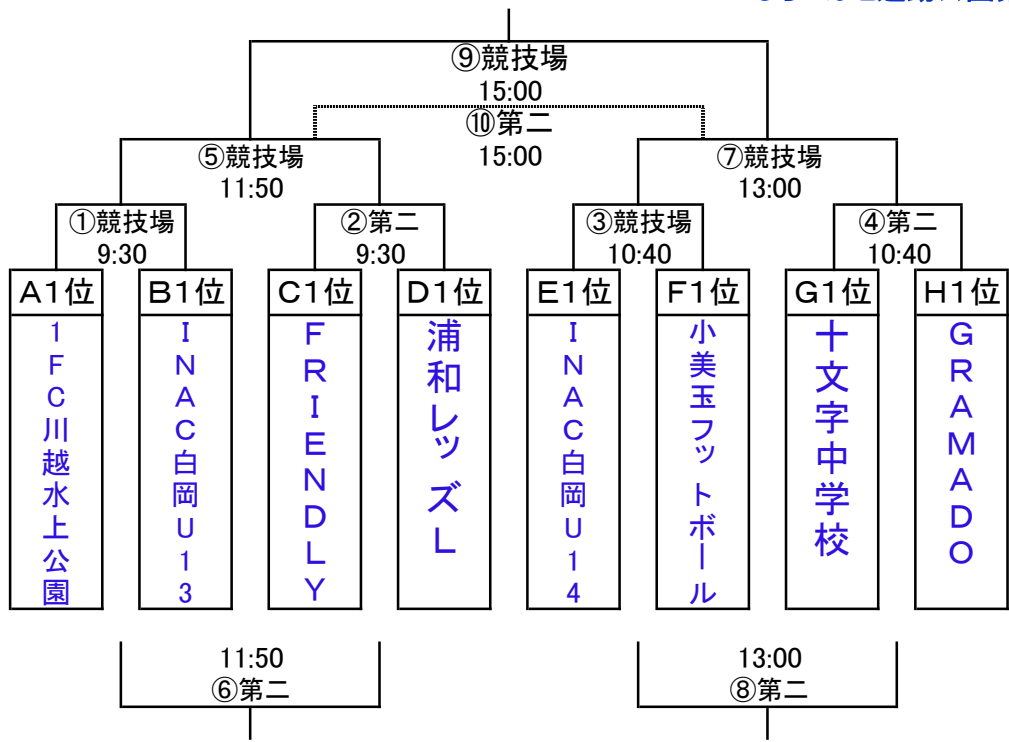 ⑨競技場
15:00
⑩第二
15:00
⑤競技場
11:50
⑦競技場
13:00
①競技場
9:30
②第二
9:30
③競技場
10:40
④第二
10:40
A1位
B1位
C1位
D1位
E1位
F1位
G1位
H1位
1FC川越水上公園
INAC白岡U13
FRIENDLY
浦和レッズL
INAC白岡U14
小美玉フットボール
十文字中学校
GRAMADO
11:50
⑥第二
13:00
⑧第二